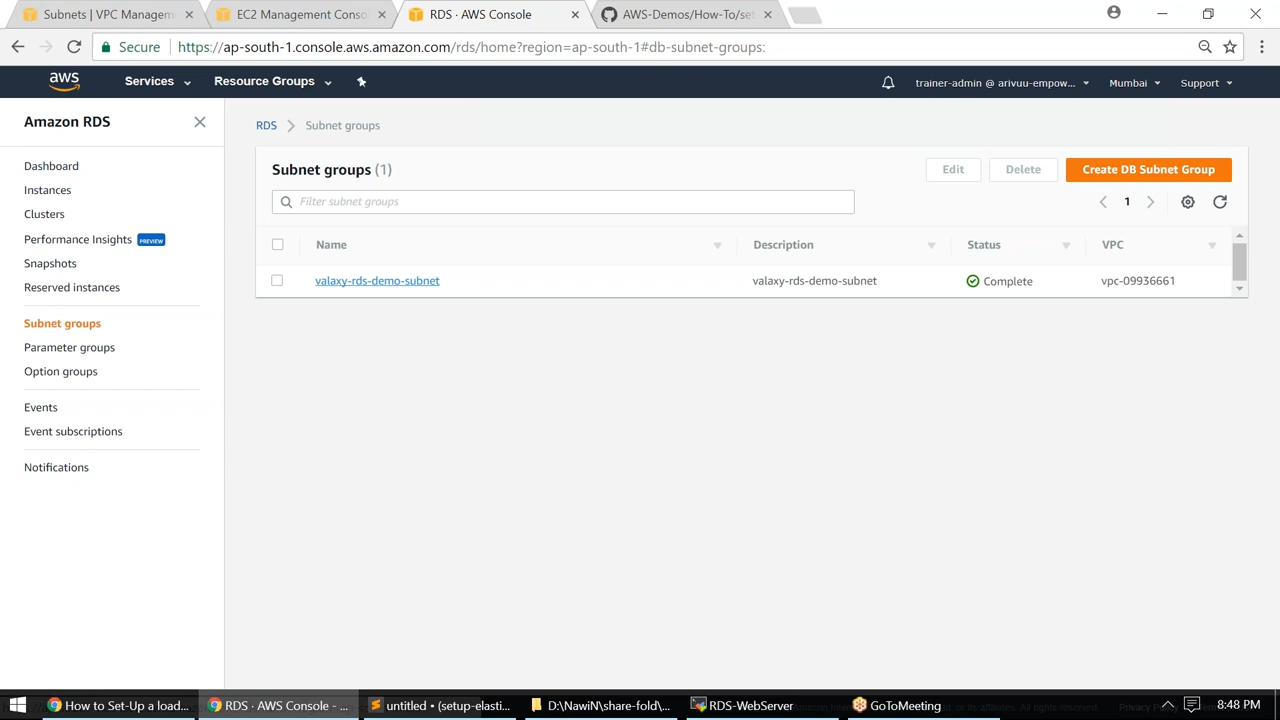 Subnets | VPC Managem
EC2 Management Conso
RDS · AWS Console
AWS-Demos/How-To/set
Secure
https://ap-south-1.console.aws.amazon.com/rds/home?region=ap-south-1#db-subnet-groups:
aws
Services
Resource Groups
trainer-admin @ arivuu-empow...
Mumbai
Support
Amazon RDS
Dashboard
Instances
Clusters
Performance Insights PREVIEW
Snapshots
Reserved instances
Subnet groups
Parameter groups
Option groups
Events
Event subscriptions
Notifications
RDS
Subnet groups
Subnet groups (1)
Edit
Delete
Create DB Subnet Group
Filter subnet groups
1
Name
Description
Status
VPC
valaxy-rds-demo-subnet
valaxy-rds-demo-subnet
Complete
vpc-09936661
How to Set-Up a load...
RDS · AWS Console - ...
untitled • (setup-elasti...
D:\NawiN\share-fold\...
RDS-WebServer
GoToMeeting
8:48 PM